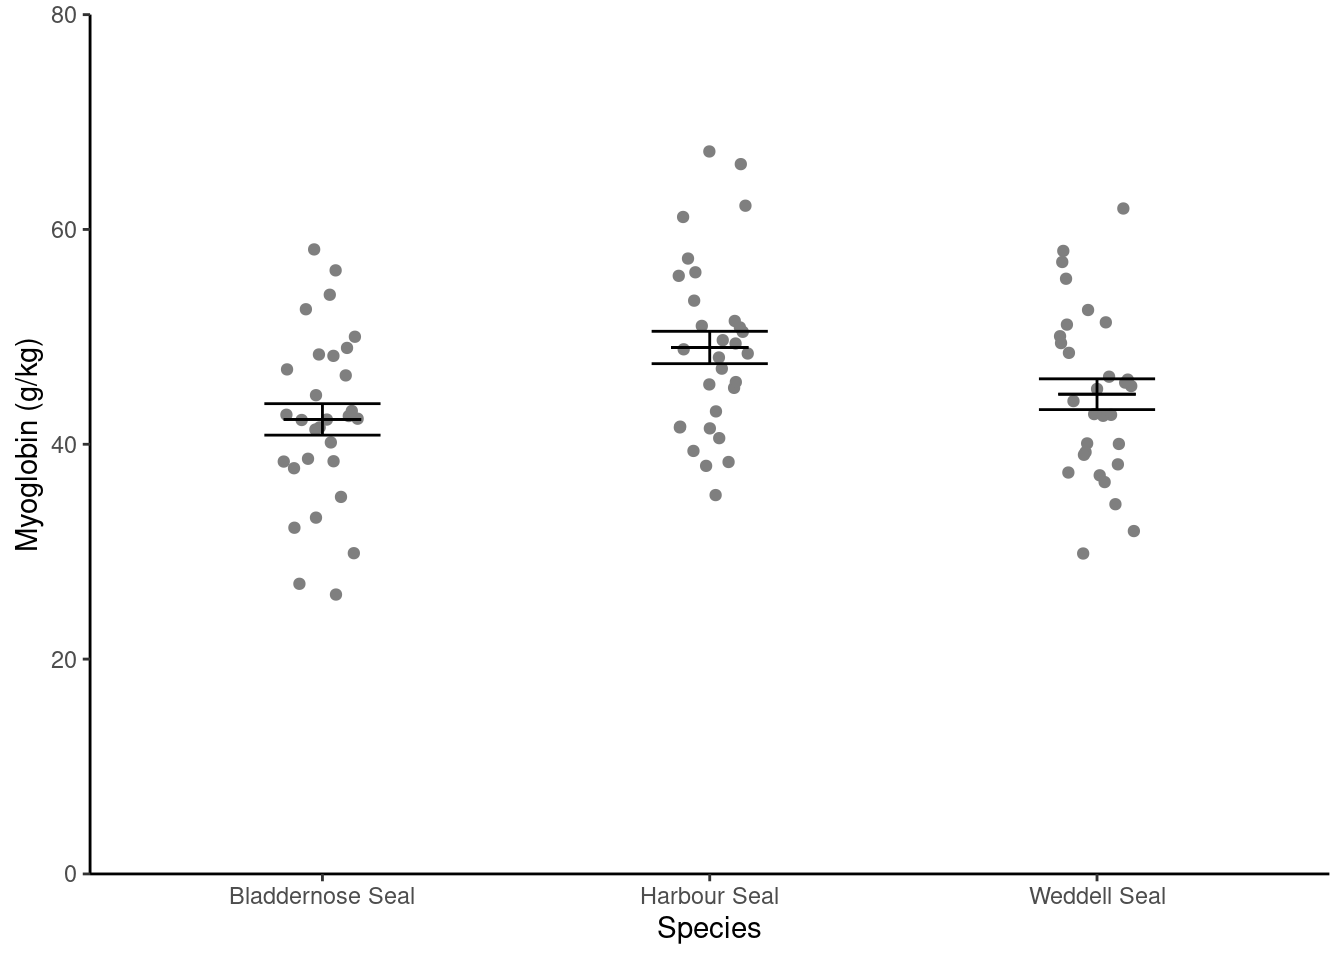 80
60
40
20
0
Myoglobin (g/kg)
Bladdernose Seal
Harbour Seal
Weddell Seal
Species